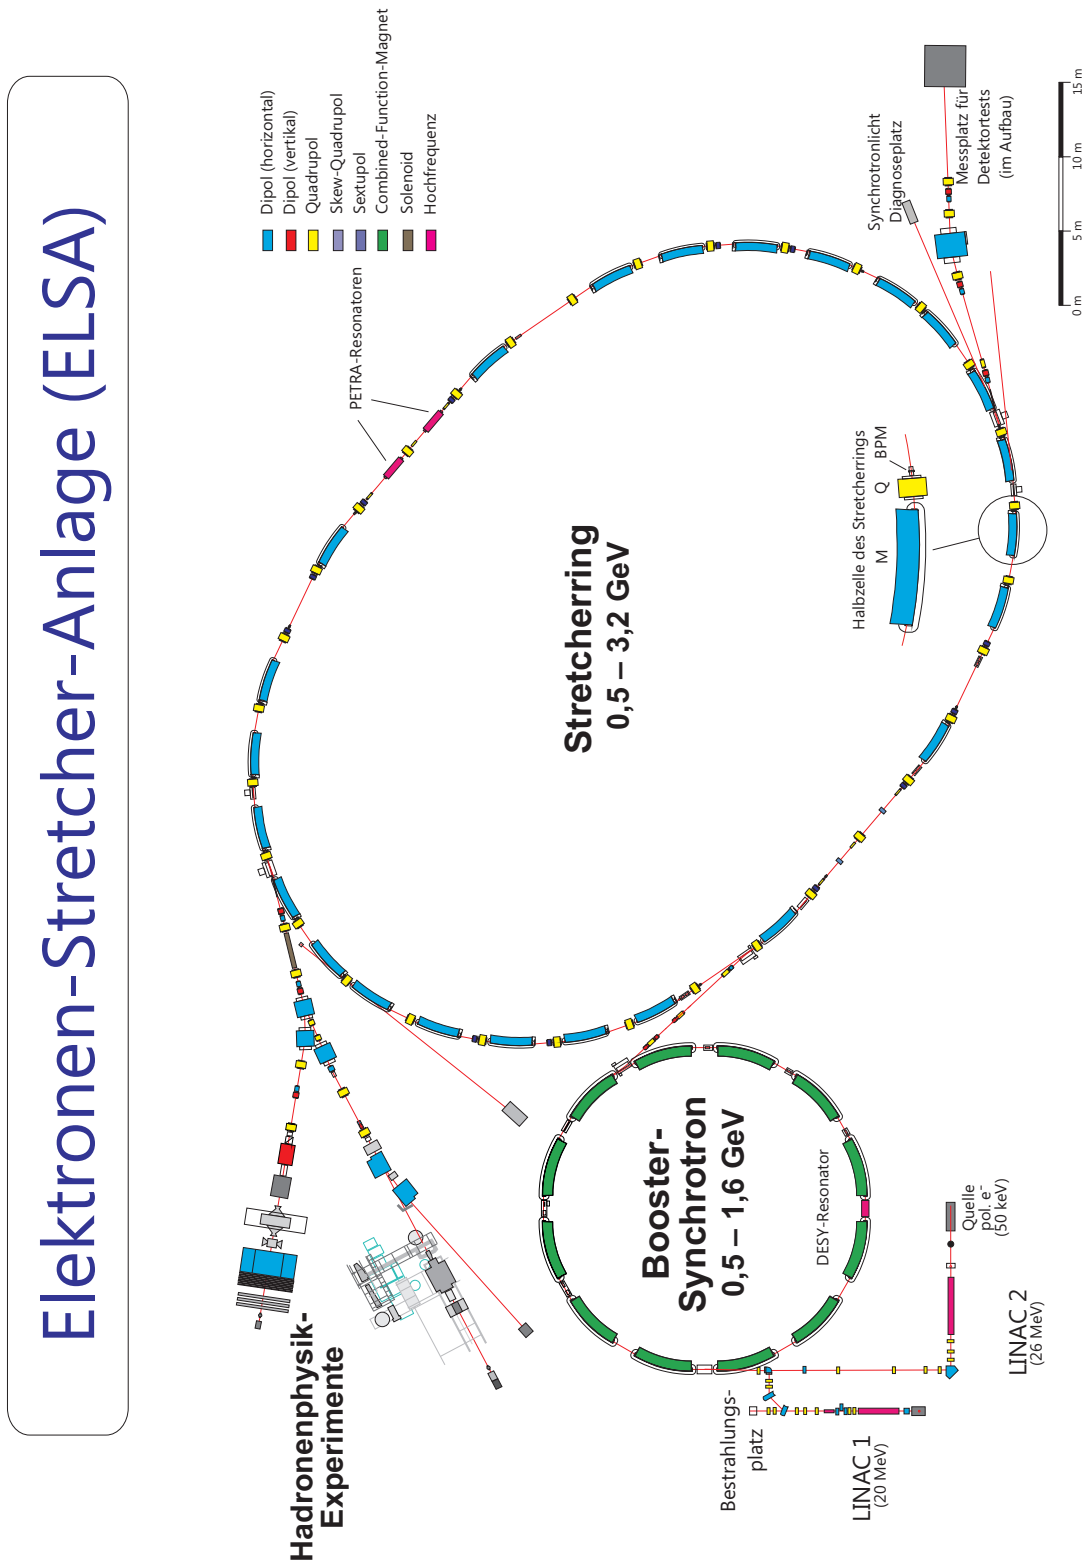 Elektronen-Stretcher-Anlage (ELSA)
Dipol (horizontal)
Dipol (vertikal)
Quadrupol
Skew-Quadrupol
Sextupol
Combined-Function-Magnet
Solenoid
Hochfrequenz
PETRA-Resonatoren
Stretcherring
0,5 – 3,2 GeV
Halbzelle des Stretcherrings
M
Q
BPM
Synchrotronlicht
Diagnoseplatz
Messplatz für
Detektortests
(im Aufbau)
0 m
5 m
10 m
15 m
Hadronenphysik-
Experimente
Booster-
Synchrotron
0,5 – 1,6 GeV
DESY-Resonator
Bestrahlungs-
platz
LINAC 1
(20 MeV)
Quelle
pol. e⁻
(50 keV)
LINAC 2
(26 MeV)